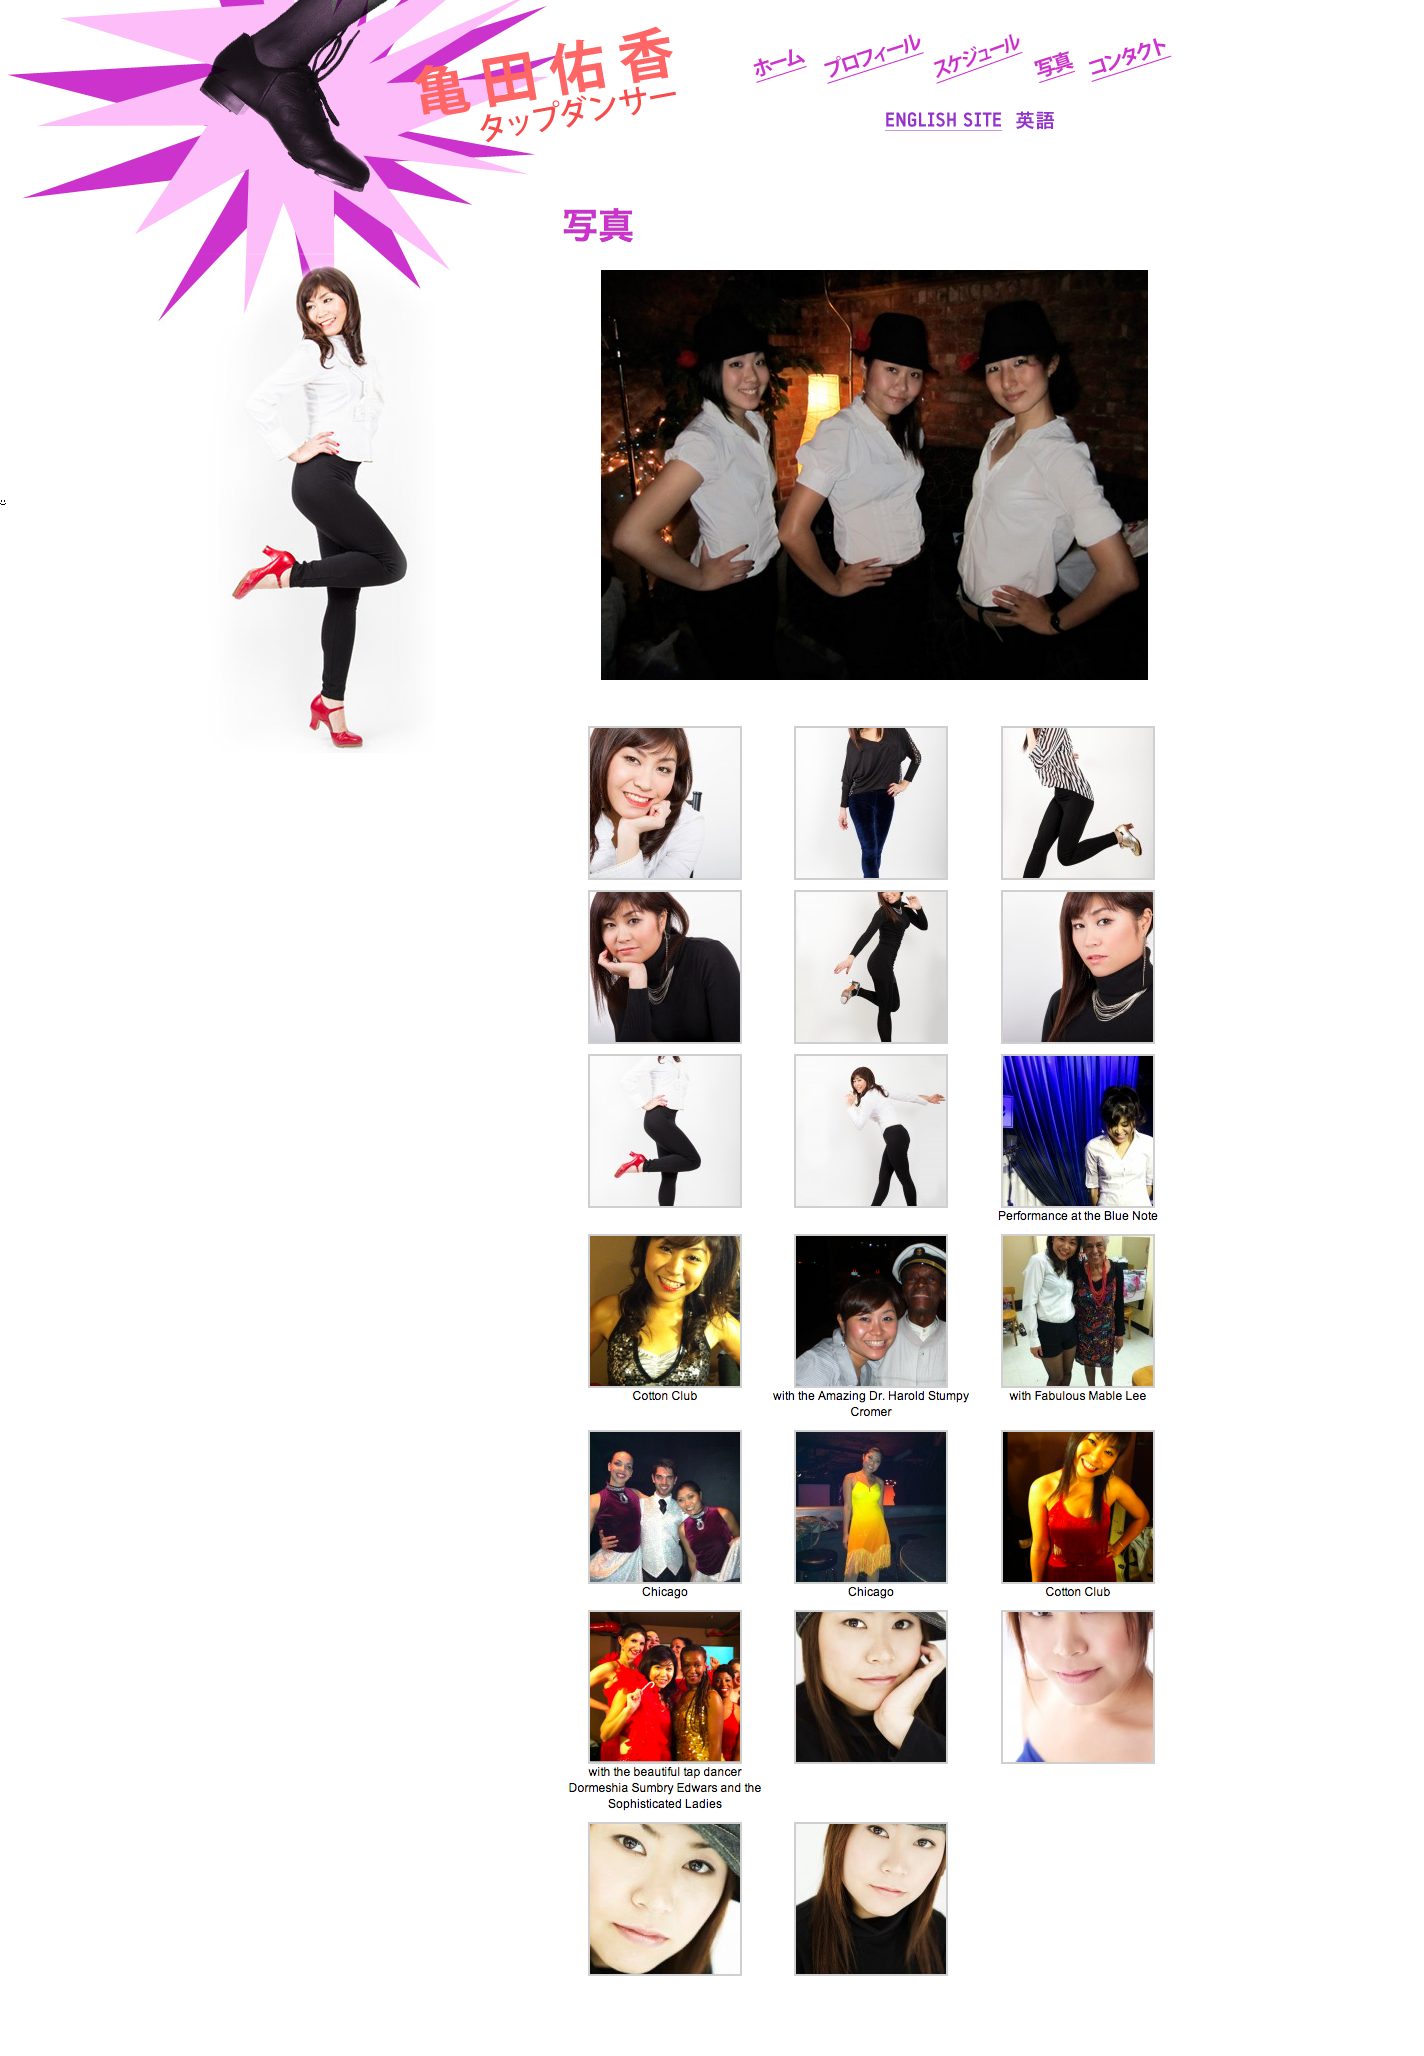 亀田佑香
タップダンサー
ホーム プロフィール スケジュール 写真 コンタクト
ENGLISH SITE 英語
写真
Performance at the Blue Note
Cotton Club
with the Amazing Dr. Harold Stumpy
Cromer
with Fabulous Mable Lee
Chicago
Chicago
Cotton Club
with the beautiful tap dancer
Dormeshia Sumbry Edwars and the
Sophisticated Ladies